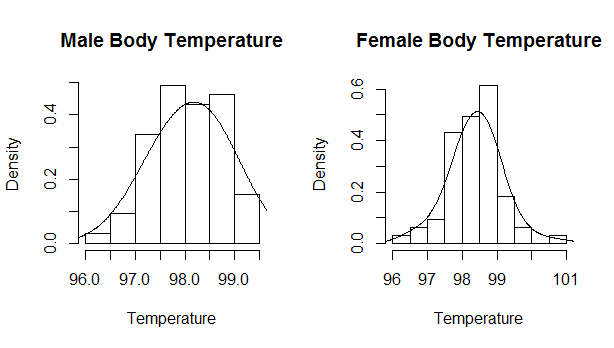 Male Body Temperature
Density
0.0 0.2 0.4
96.0 97.0 98.0 99.0
Temperature
Female Body Temperature
Density
0.0 0.2 0.4 0.6
96 97 98 99 101
Temperature